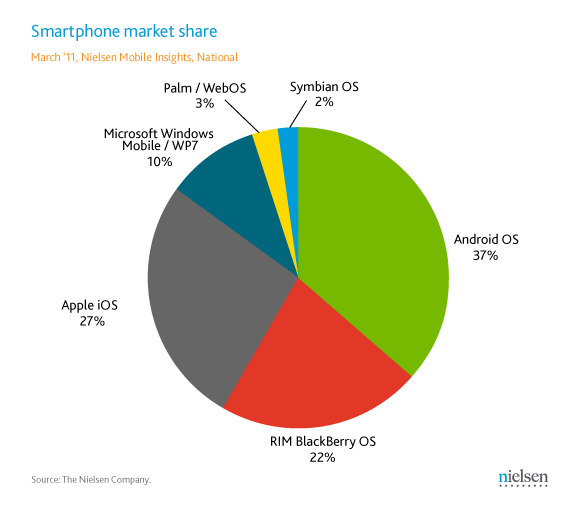 Smartphone market share
March '11, Nielsen Mobile Insights, National
Palm / WebOS
3%
Symbian OS
2%
Microsoft Windows
Mobile / WP7
10%
Android OS
37%
Apple iOS
27%
RIM BlackBerry OS
22%
Source: The Nielsen Company.
nielsen